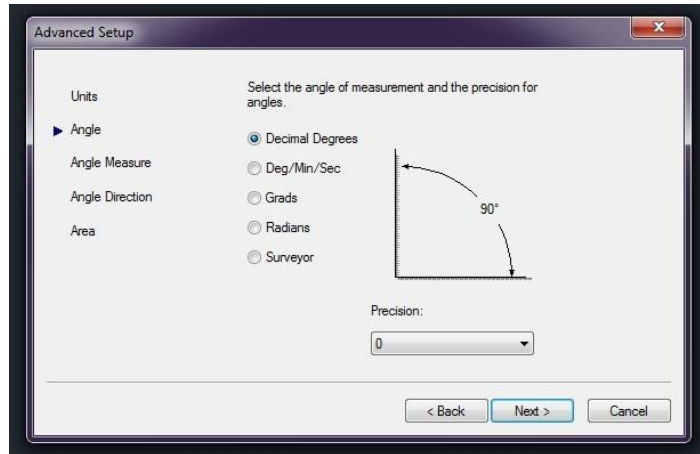 Advanced Setup
Units
Angle
Angle Measure
Angle Direction
Area
Select the angle of measurement and the precision for
angles.
Decimal Degrees
Deg/Min/Sec
Grads
Radians
Surveyor
90°
Precision:
0
< Back
Next >
Cancel